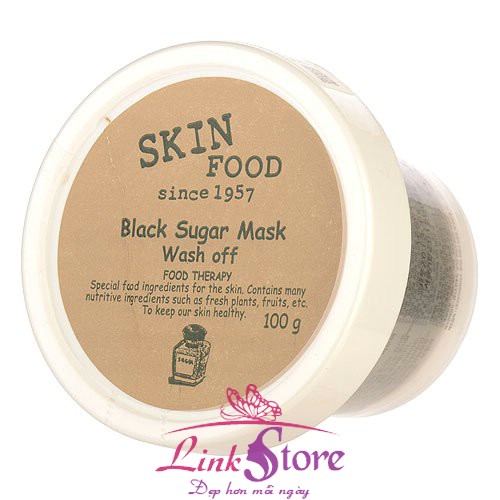 SKIN
FOOD
since 1957
Black Sugar Mask
Wash off
FOOD THERAPY
Special food ingredients for the skin. Contains many
nutritive ingredients such as fresh plants, fruits, etc.
To keep our skin healthy.
100 g
SUGAR
Link Store
Đẹp hơn mỗi ngày